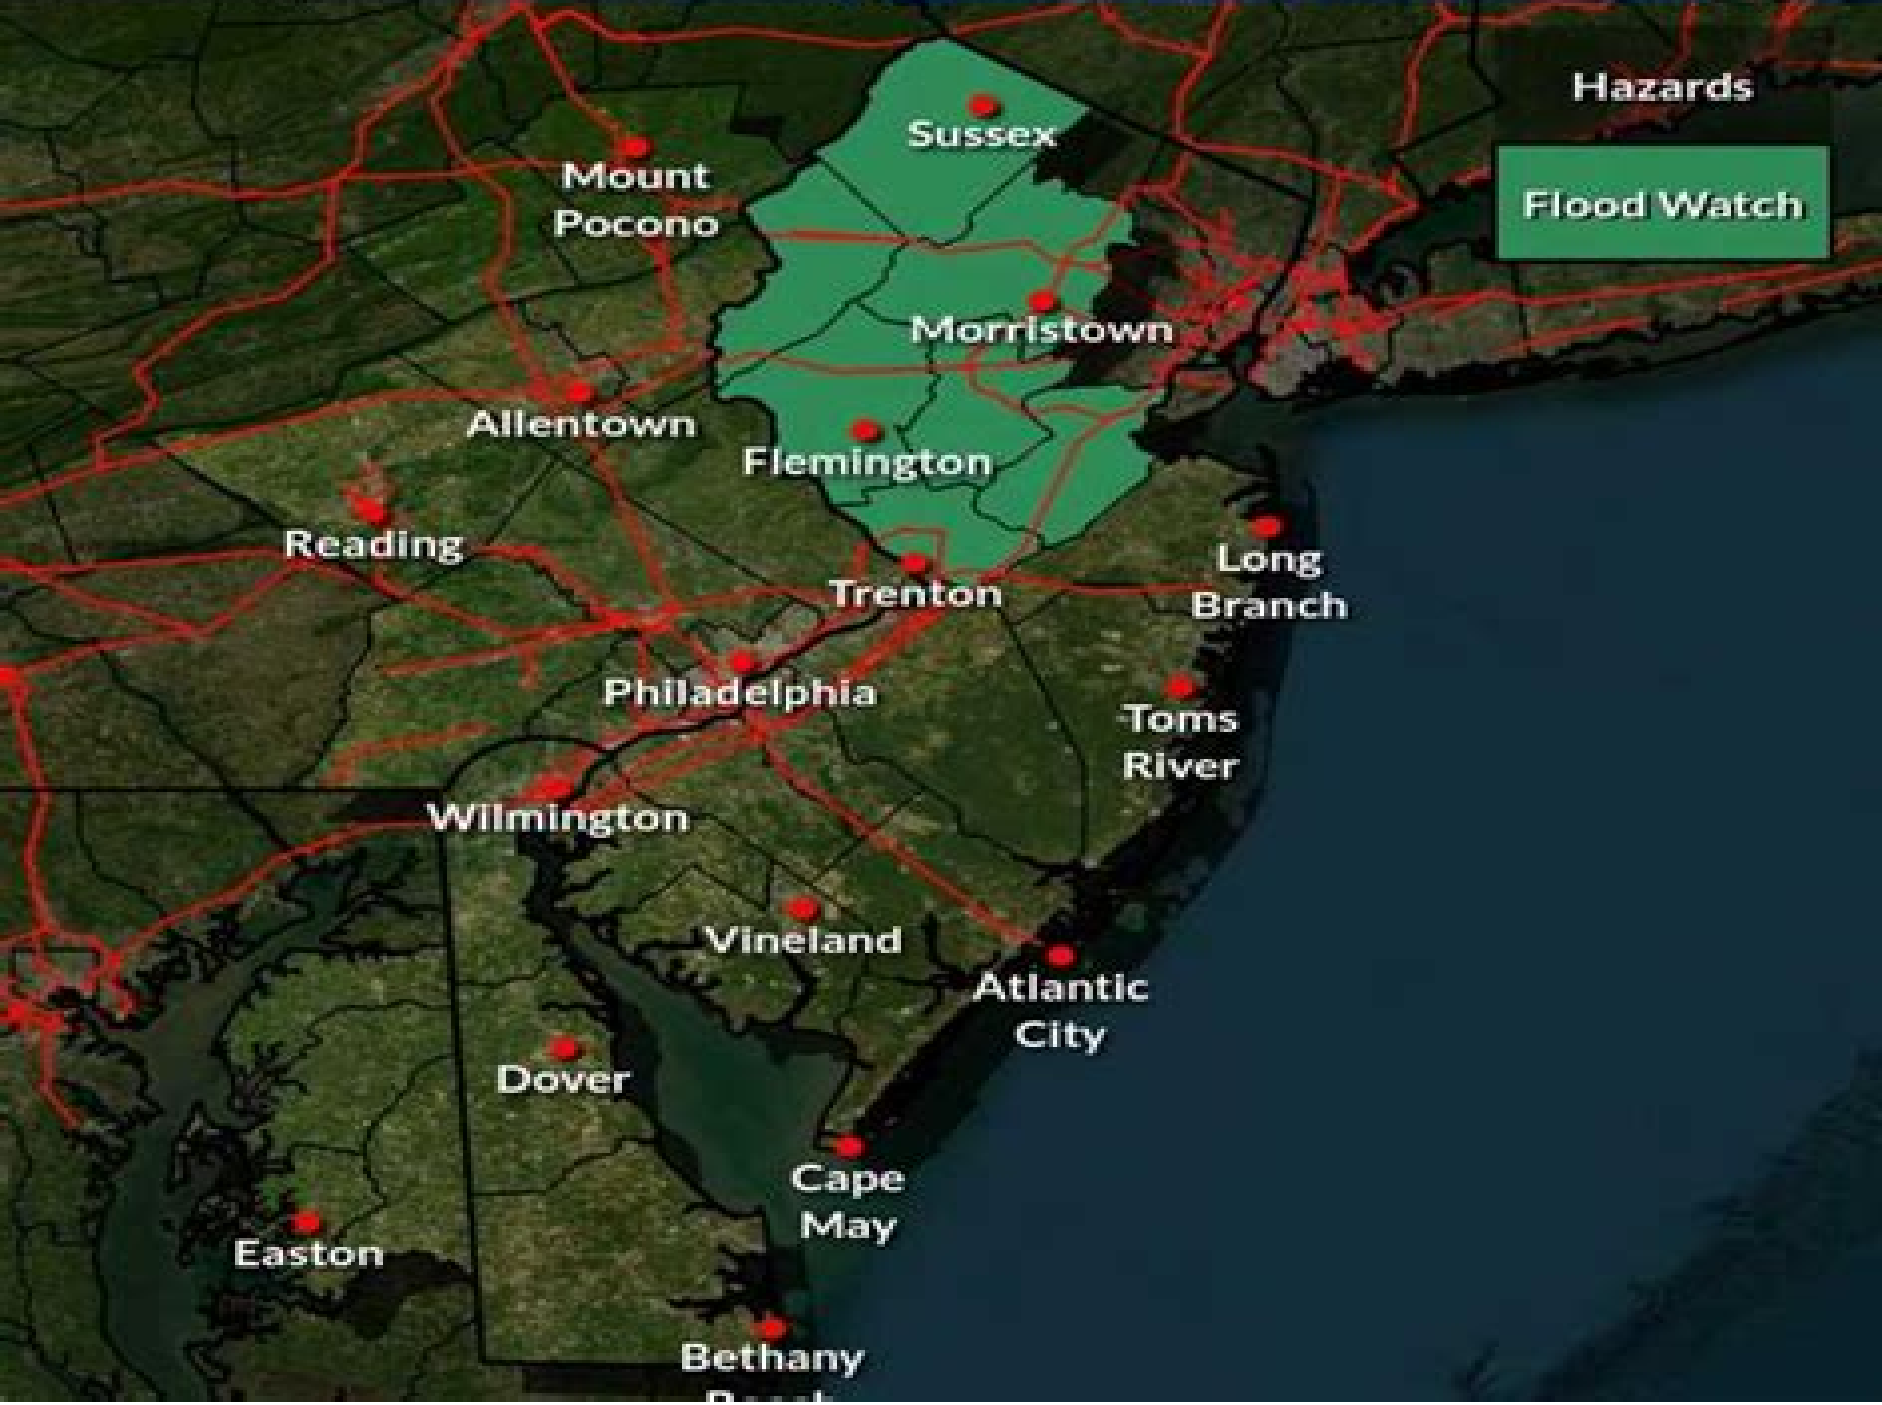 Hazards
Flood Watch
Sussex
Mount
Pocono
Morristown
Allentown
Flemington
Reading
Long
Branch
Trenton
Philadelphia
Toms
River
Wilmington
Vineland
Atlantic
City
Dover
Cape
May
Easton
Bethany
Beach